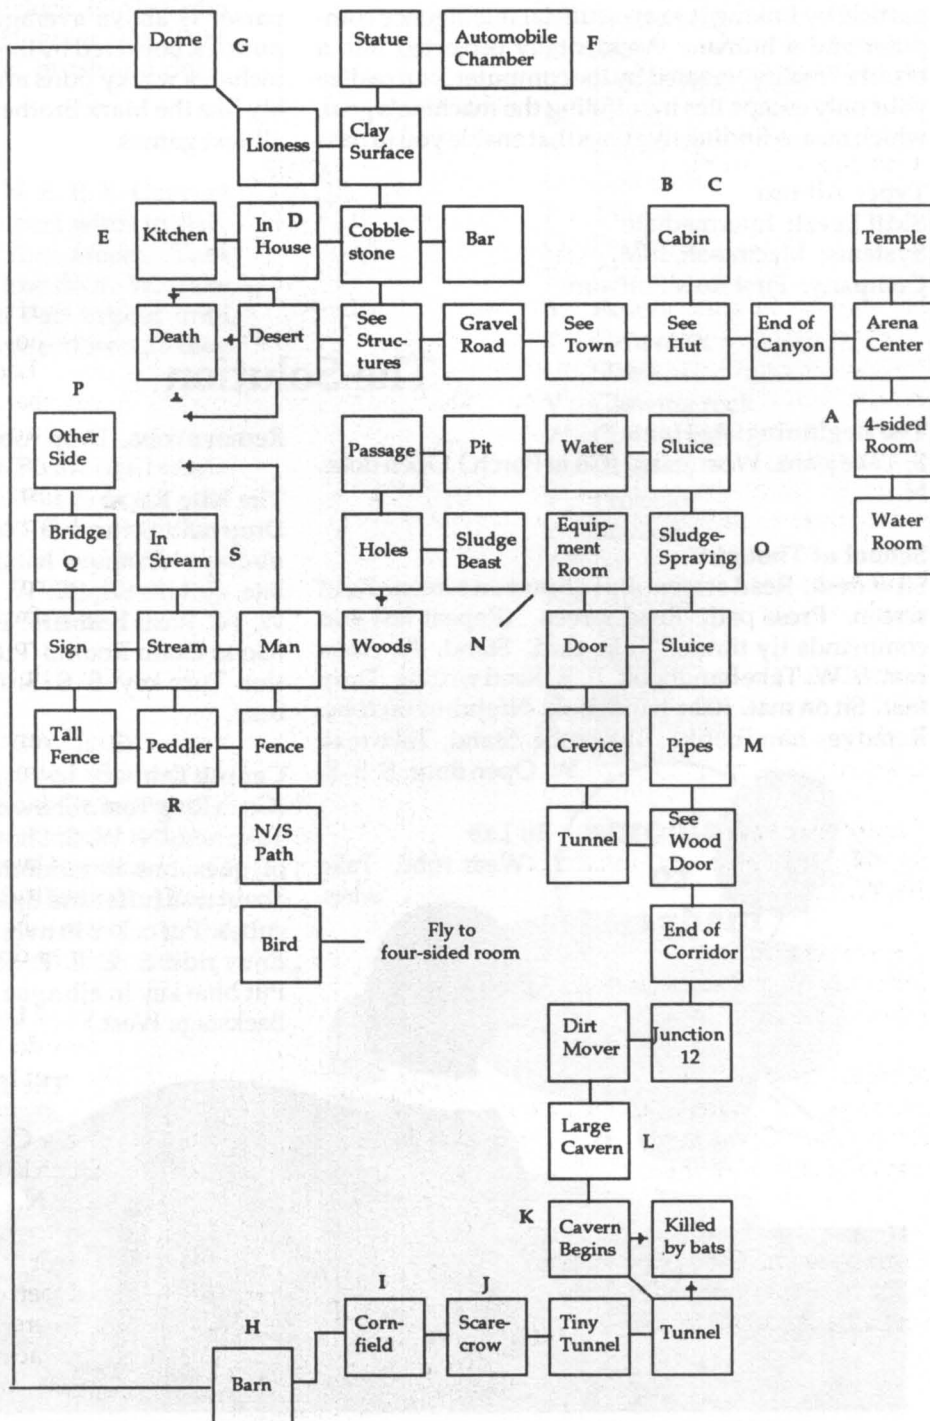 Dome
G
Statue
Automobile
Chamber
F
Lioness
Clay
Surface
B
C
E
Kitchen
D
In
House
Cobble-
stone
Bar
Cabin
Temple
Death
Desert
See
Struc-
tures
Gravel
Road
See
Town
See
Hut
End of
Canyon
Arena
Center
P
Other
Side
Passage
Pit
In
Water
Sluice
A
4-sided
Room
Bridge
Q
In
Stream
S
Holes
Sludge
Beast
Equip-
ment
Room
Sludge-
Spraying
O
Water
Room
Sign
Stream
Man
Woods
N
Door
Sluice
Tall
Fence
Peddler
Fence
Crevice
Pipes
M
R
N/S
Path
Tunnel
See
Wood
Door
Bird
Fly to
four-sided room
End of
Corridor
Dirt
Mover
Junction
12
Large
Cavern
L
K
Cavern
Begins
Killed
by bats
I
J
H
Corn-
field
Scare-
crow
Tiny
Tunnel
Tunnel
Barn